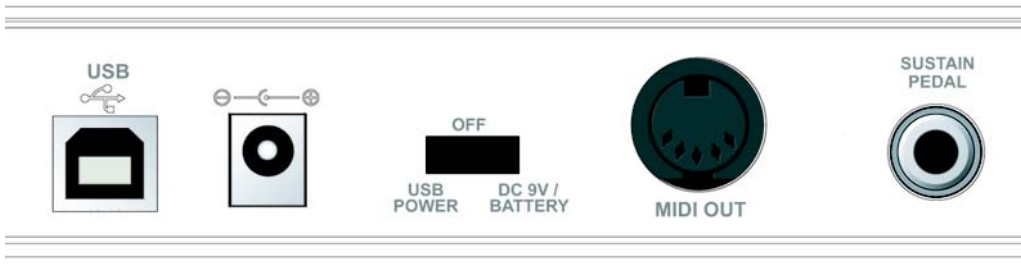 USB
OFF
USB
POWER
DC 9V /
BATTERY
MIDI OUT
SUSTAIN
PEDAL